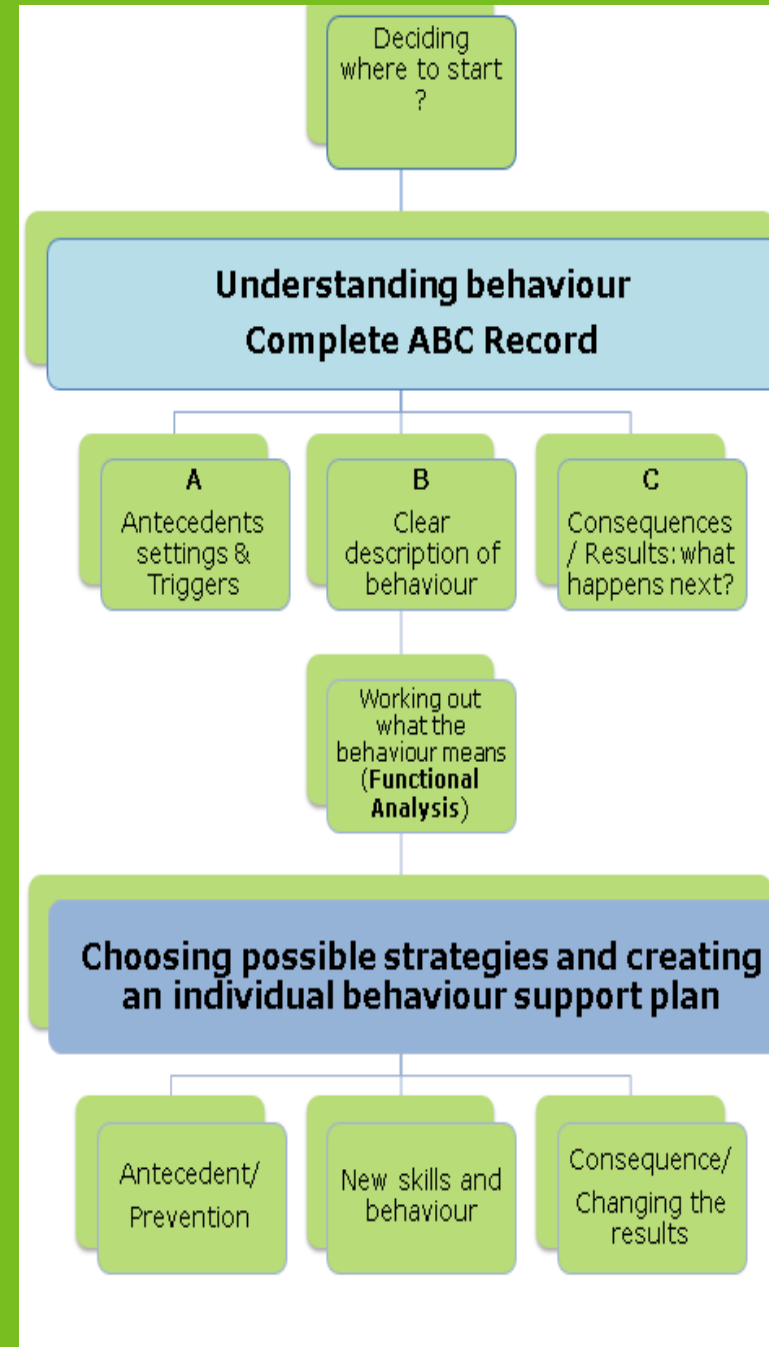 Deciding
where to start
?
Understanding behaviour
Complete ABC Record
A
Antecedents
settings &
Triggers
B
Clear
description of
behaviour
C
Consequences
/ Results: what
happens next?
Working out
what the
behaviour means
(Functional
Analysis)
Choosing possible strategies and creating
an individual behaviour support plan
Antecedent/
Prevention
New skills and
behaviour
Consequence/
Changing the
results